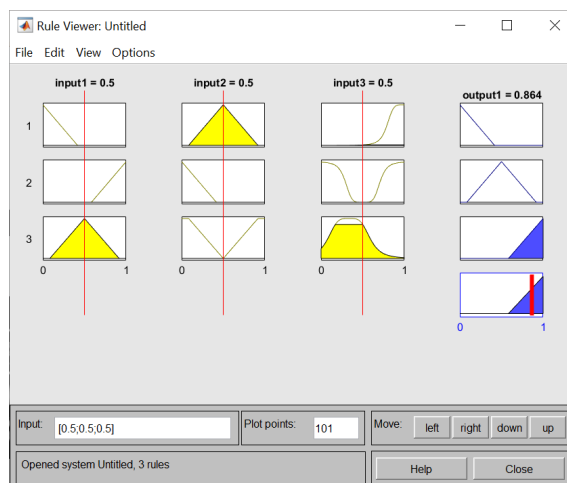 Rule Viewer: Untitled
File Edit View Options
input1 = 0.5 input2 = 0.5 input3 = 0.5 output1 = 0.864
1
2
3
0 1 0 1 0 1
0 1
Input: [0.5;0.5;0.5] Plot points: 101 Move: left right down up
Opened system Untitled, 3 rules Help Close